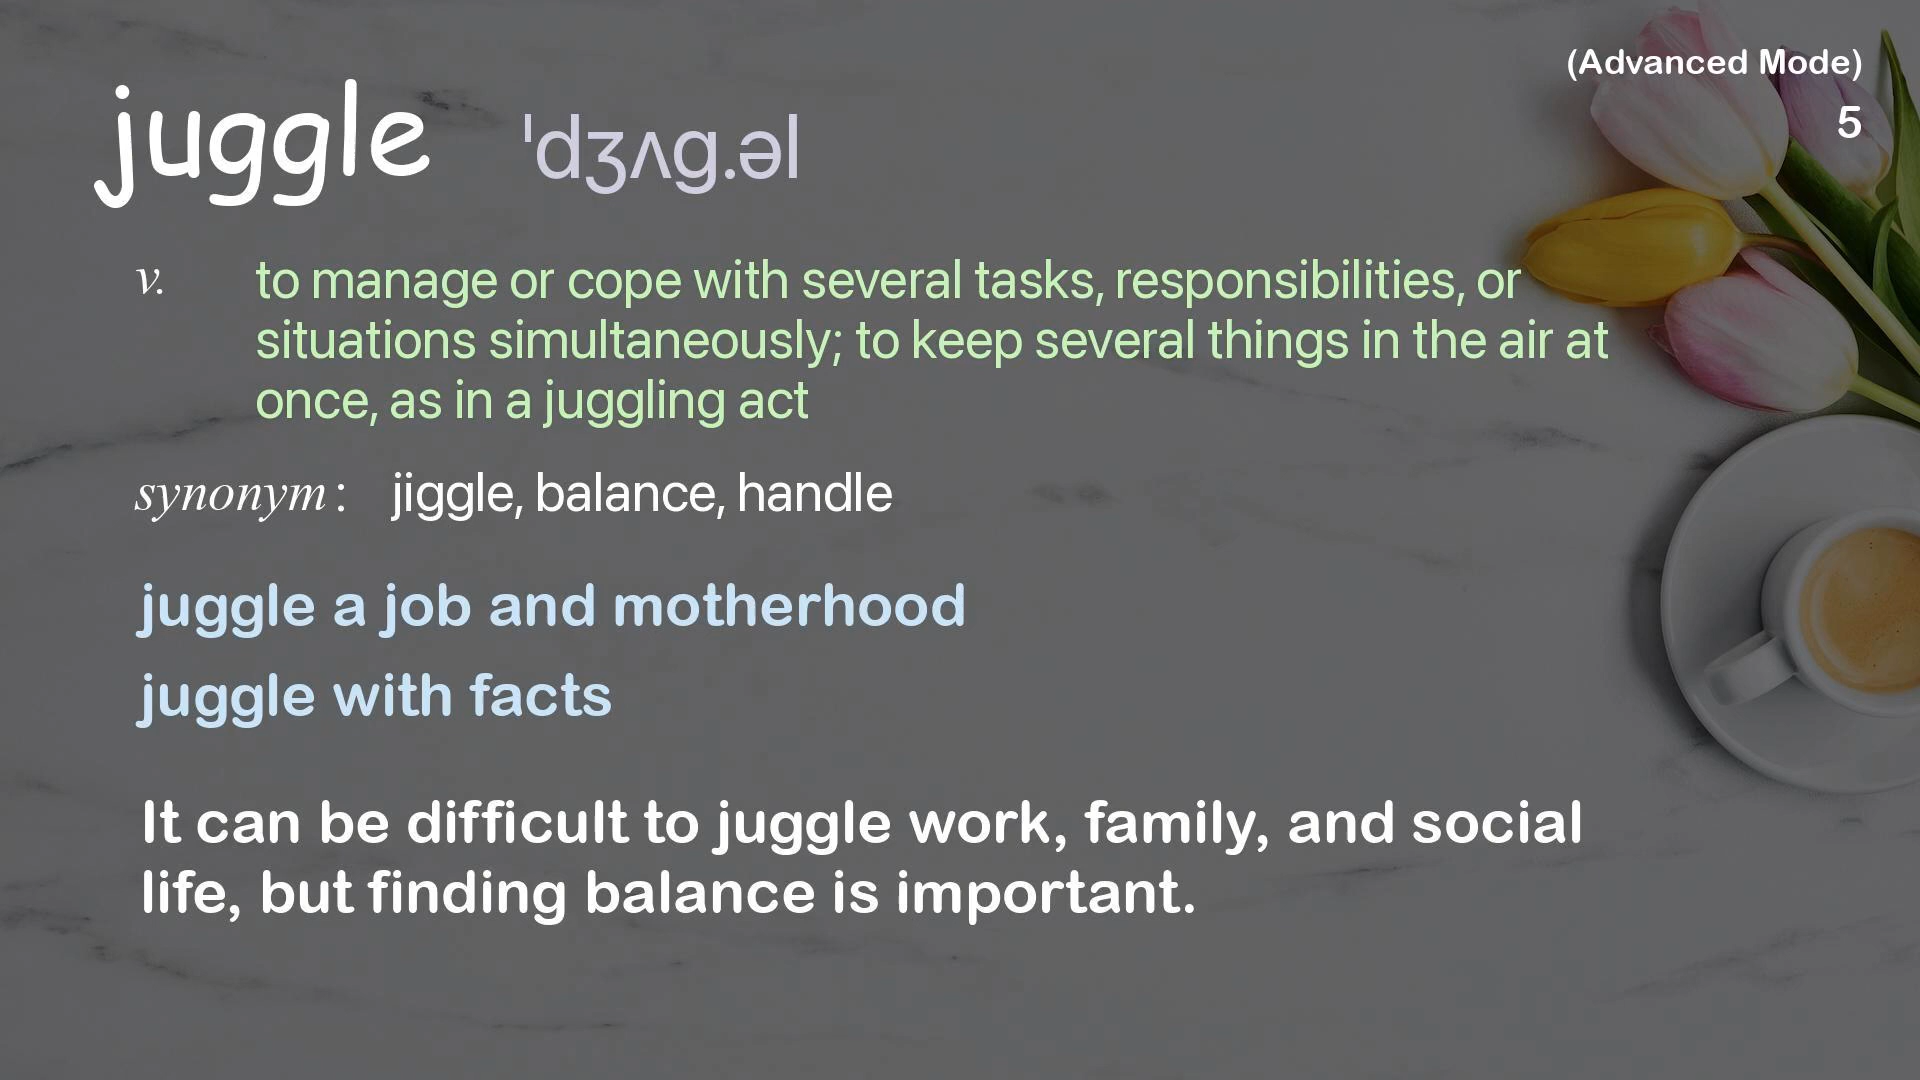 (Advanced Mode)
5
juggle ˈdʒʌg.əl
v. to manage or cope with several tasks, responsibilities, or
situations simultaneously; to keep several things in the air at
once, as in a juggling act
synonym : jiggle, balance, handle
juggle a job and motherhood
juggle with facts
It can be difficult to juggle work, family, and social
life, but finding balance is important.